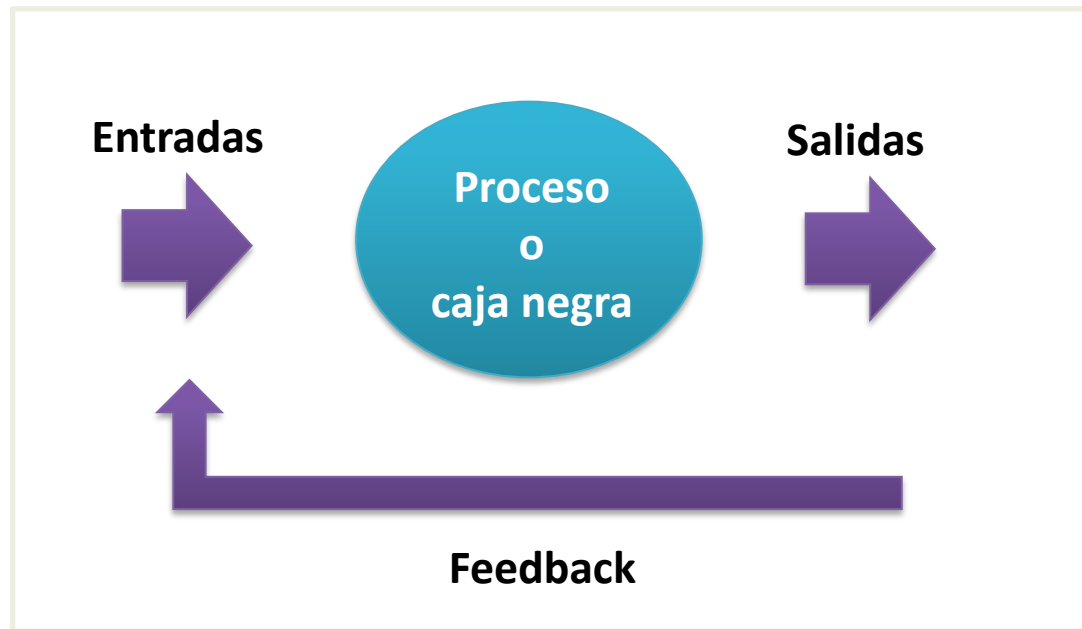 Entradas
Salidas
Proceso
o
caja negra
Feedback